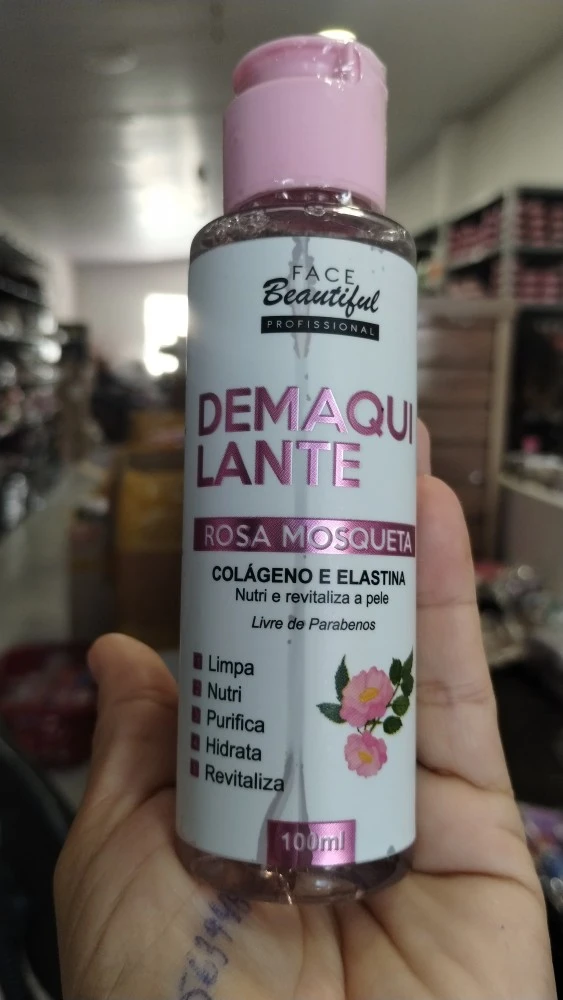 FACE
Beautiful
PROFISSIONAL
DEMAQUI
LANTE
ROSA MOSQUETA
COLÁGENO E ELASTINA
Nutri e revitaliza a pele
Livre de Parabenos
Limpa
Nutri
Purifica
Hidrata
Revitaliza
100ml